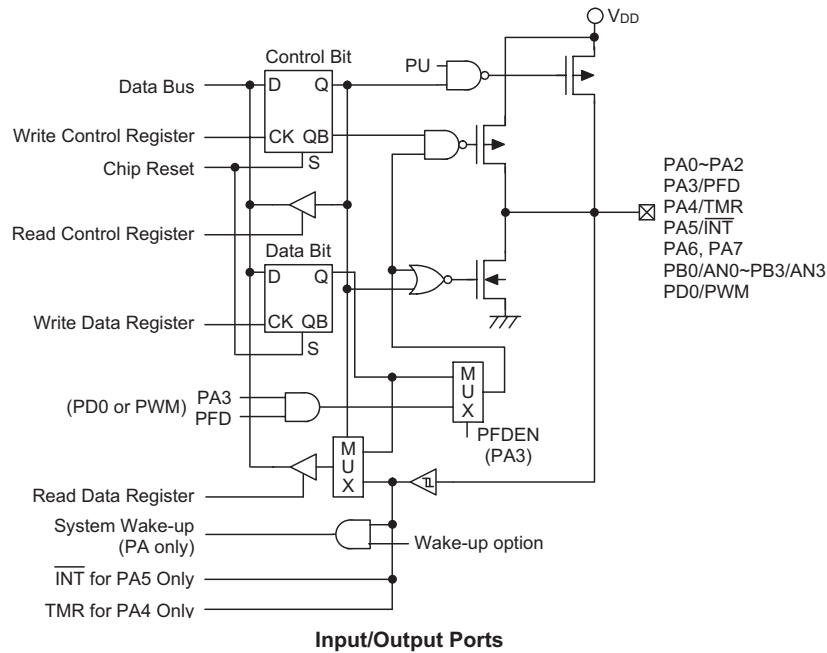 V<sub>DD</sub>
Control Bit
PU
Data Bus
D Q
Write Control Register
CK QB
Chip Reset
S
PA0~PA2
PA3/PFD
PA4/TMR
PA5/I̅N̅T̅
PA6, PA7
PB0/AN0~PB3/AN3
PD0/PWM
Read Control Register
Data Bit
D Q
Write Data Register
CK QB
S
M
U
X
(PD0 or PWM)
PA3
PFD
PFDEN
(PA3)
M
U
X
Read Data Register
System Wake-up
(PA only)
Wake-up option
I̅N̅T̅ for PA5 Only
TMR for PA4 Only
Input/Output Ports